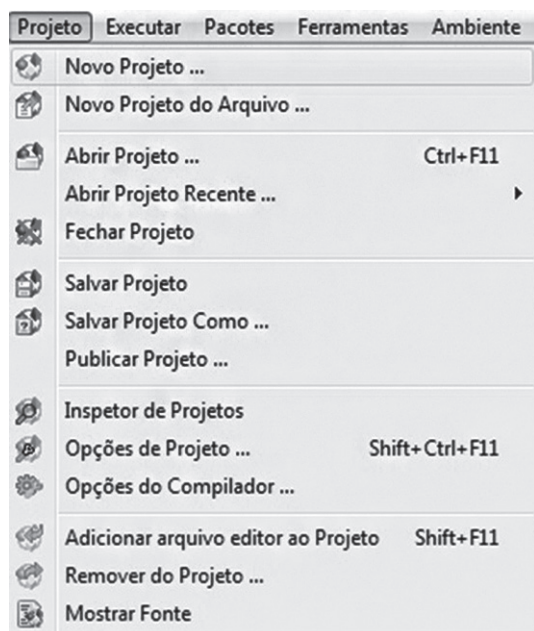 Projeto Executar Pacotes Ferramentas Ambiente
Novo Projeto ...
Novo Projeto do Arquivo ...
Abrir Projeto ... Ctrl+F11
Abrir Projeto Recente ...
Fechar Projeto
Salvar Projeto
Salvar Projeto Como ...
Publicar Projeto ...
Inspetor de Projetos
Opções de Projeto ... Shift+Ctrl+F11
Opções do Compilador ...
Adicionar arquivo editor ao Projeto Shift+F11
Remover do Projeto ...
Mostrar Fonte